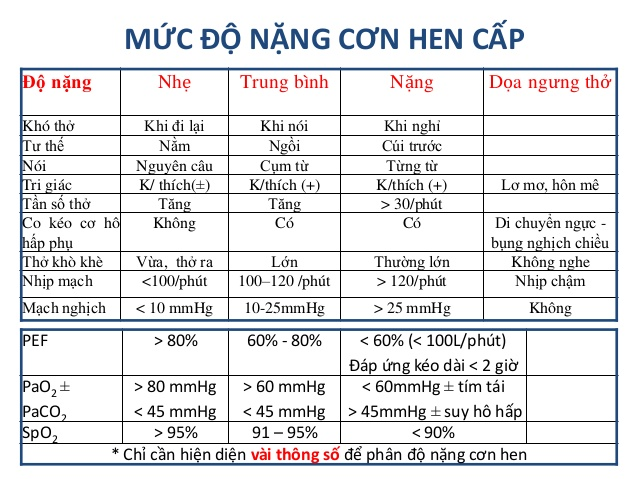 MỨC ĐỘ NẶNG CƠN HEN CẤP
Độ nặng Nhẹ Trung bình Nặng Dọa ngưng thở
Khó thở Khi đi lại Khi nói Khi nghỉ
Tư thế Nằm Ngồi Cúi trước
Nói Nguyên câu Cụm từ Từng từ
Tri giác K/ thích(±) K/thích (+) K/thích (+) Lơ mơ, hôn mê
Tần số thở Tăng Tăng > 30/phút
Co kéo cơ hô Không Có Có Di chuyển ngực -
hấp phụ bụng nghịch chiều
Thở khò khè Vừa, thở ra Lớn Thường lớn Không nghe
Nhịp mạch <100/phút 100–120 /phút > 120/phút Nhịp chậm
Mạch nghịch < 10 mmHg 10-25mmHg > 25 mmHg Không
PEF > 80% 60% - 80% < 60% (< 100L/phút)
Đáp ứng kéo dài < 2 giờ
PaO₂ ± > 80 mmHg > 60 mmHg < 60mmHg ± tím tái
PaCO₂ < 45 mmHg < 45 mmHg > 45mmHg ± suy hô hấp
SpO₂ > 95% 91 – 95% < 90%
* Chỉ cần hiện diện vài thông số để phân độ nặng cơn hen